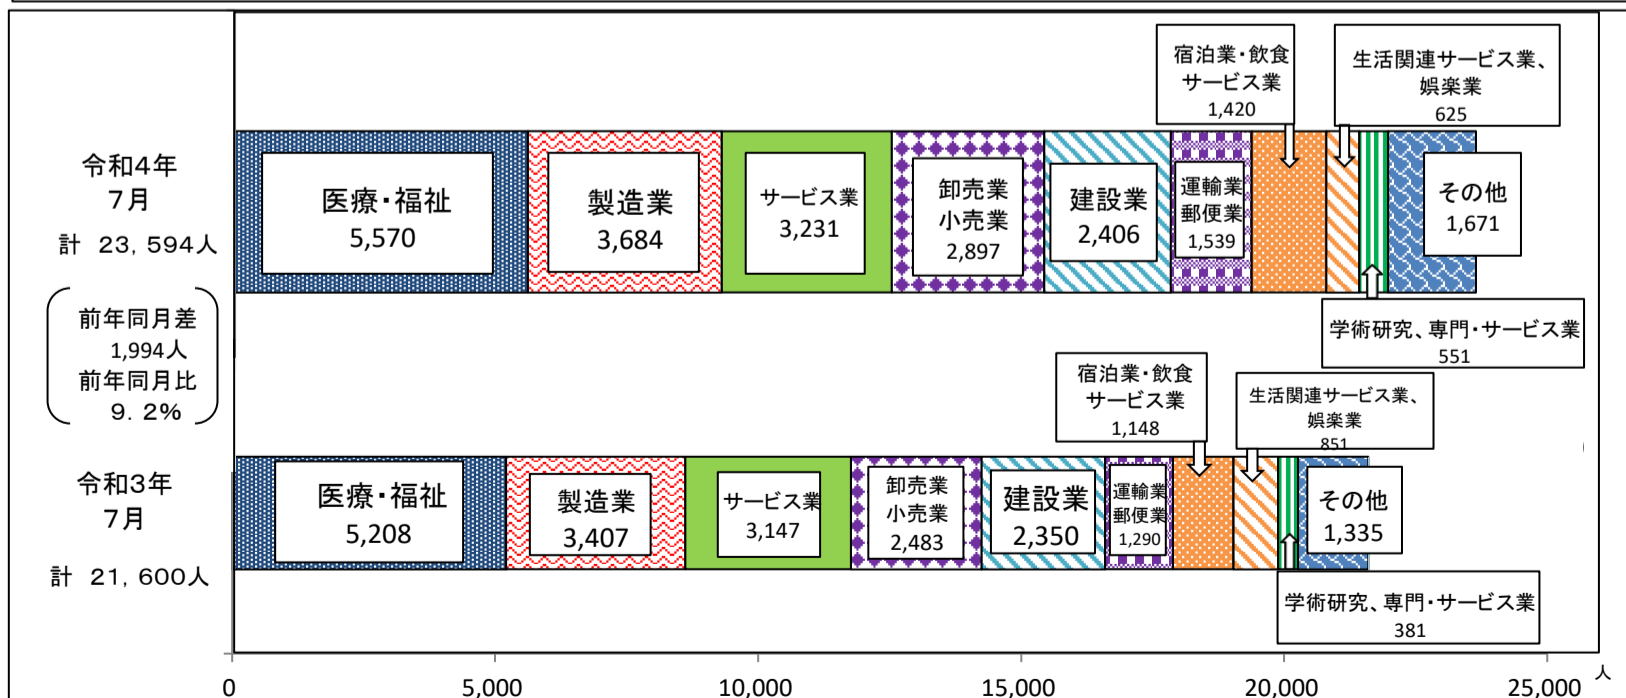 宿泊業・飲食
サービス業
1,420
生活関連サービス業、
娯楽業
625
令和4年
7月
計 23,594人
医療・福祉
5,570
製造業
3,684
サービス業
3,231
卸売業
小売業
2,897
建設業
2,406
運輸業
郵便業
1,539
その他
1,671
学術研究、専門・サービス業
551
前年同月差
1,994人
前年同月比
9.2%
宿泊業・飲食
サービス業
1,148
生活関連サービス業、
娯楽業
851
令和3年
7月
計 21,600人
医療・福祉
5,208
製造業
3,407
サービス業
3,147
卸売業
小売業
2,483
建設業
2,350
運輸業
郵便業
1,290
その他
1,335
学術研究、専門・サービス業
381
0 5,000 10,000 15,000 20,000 25,000 人